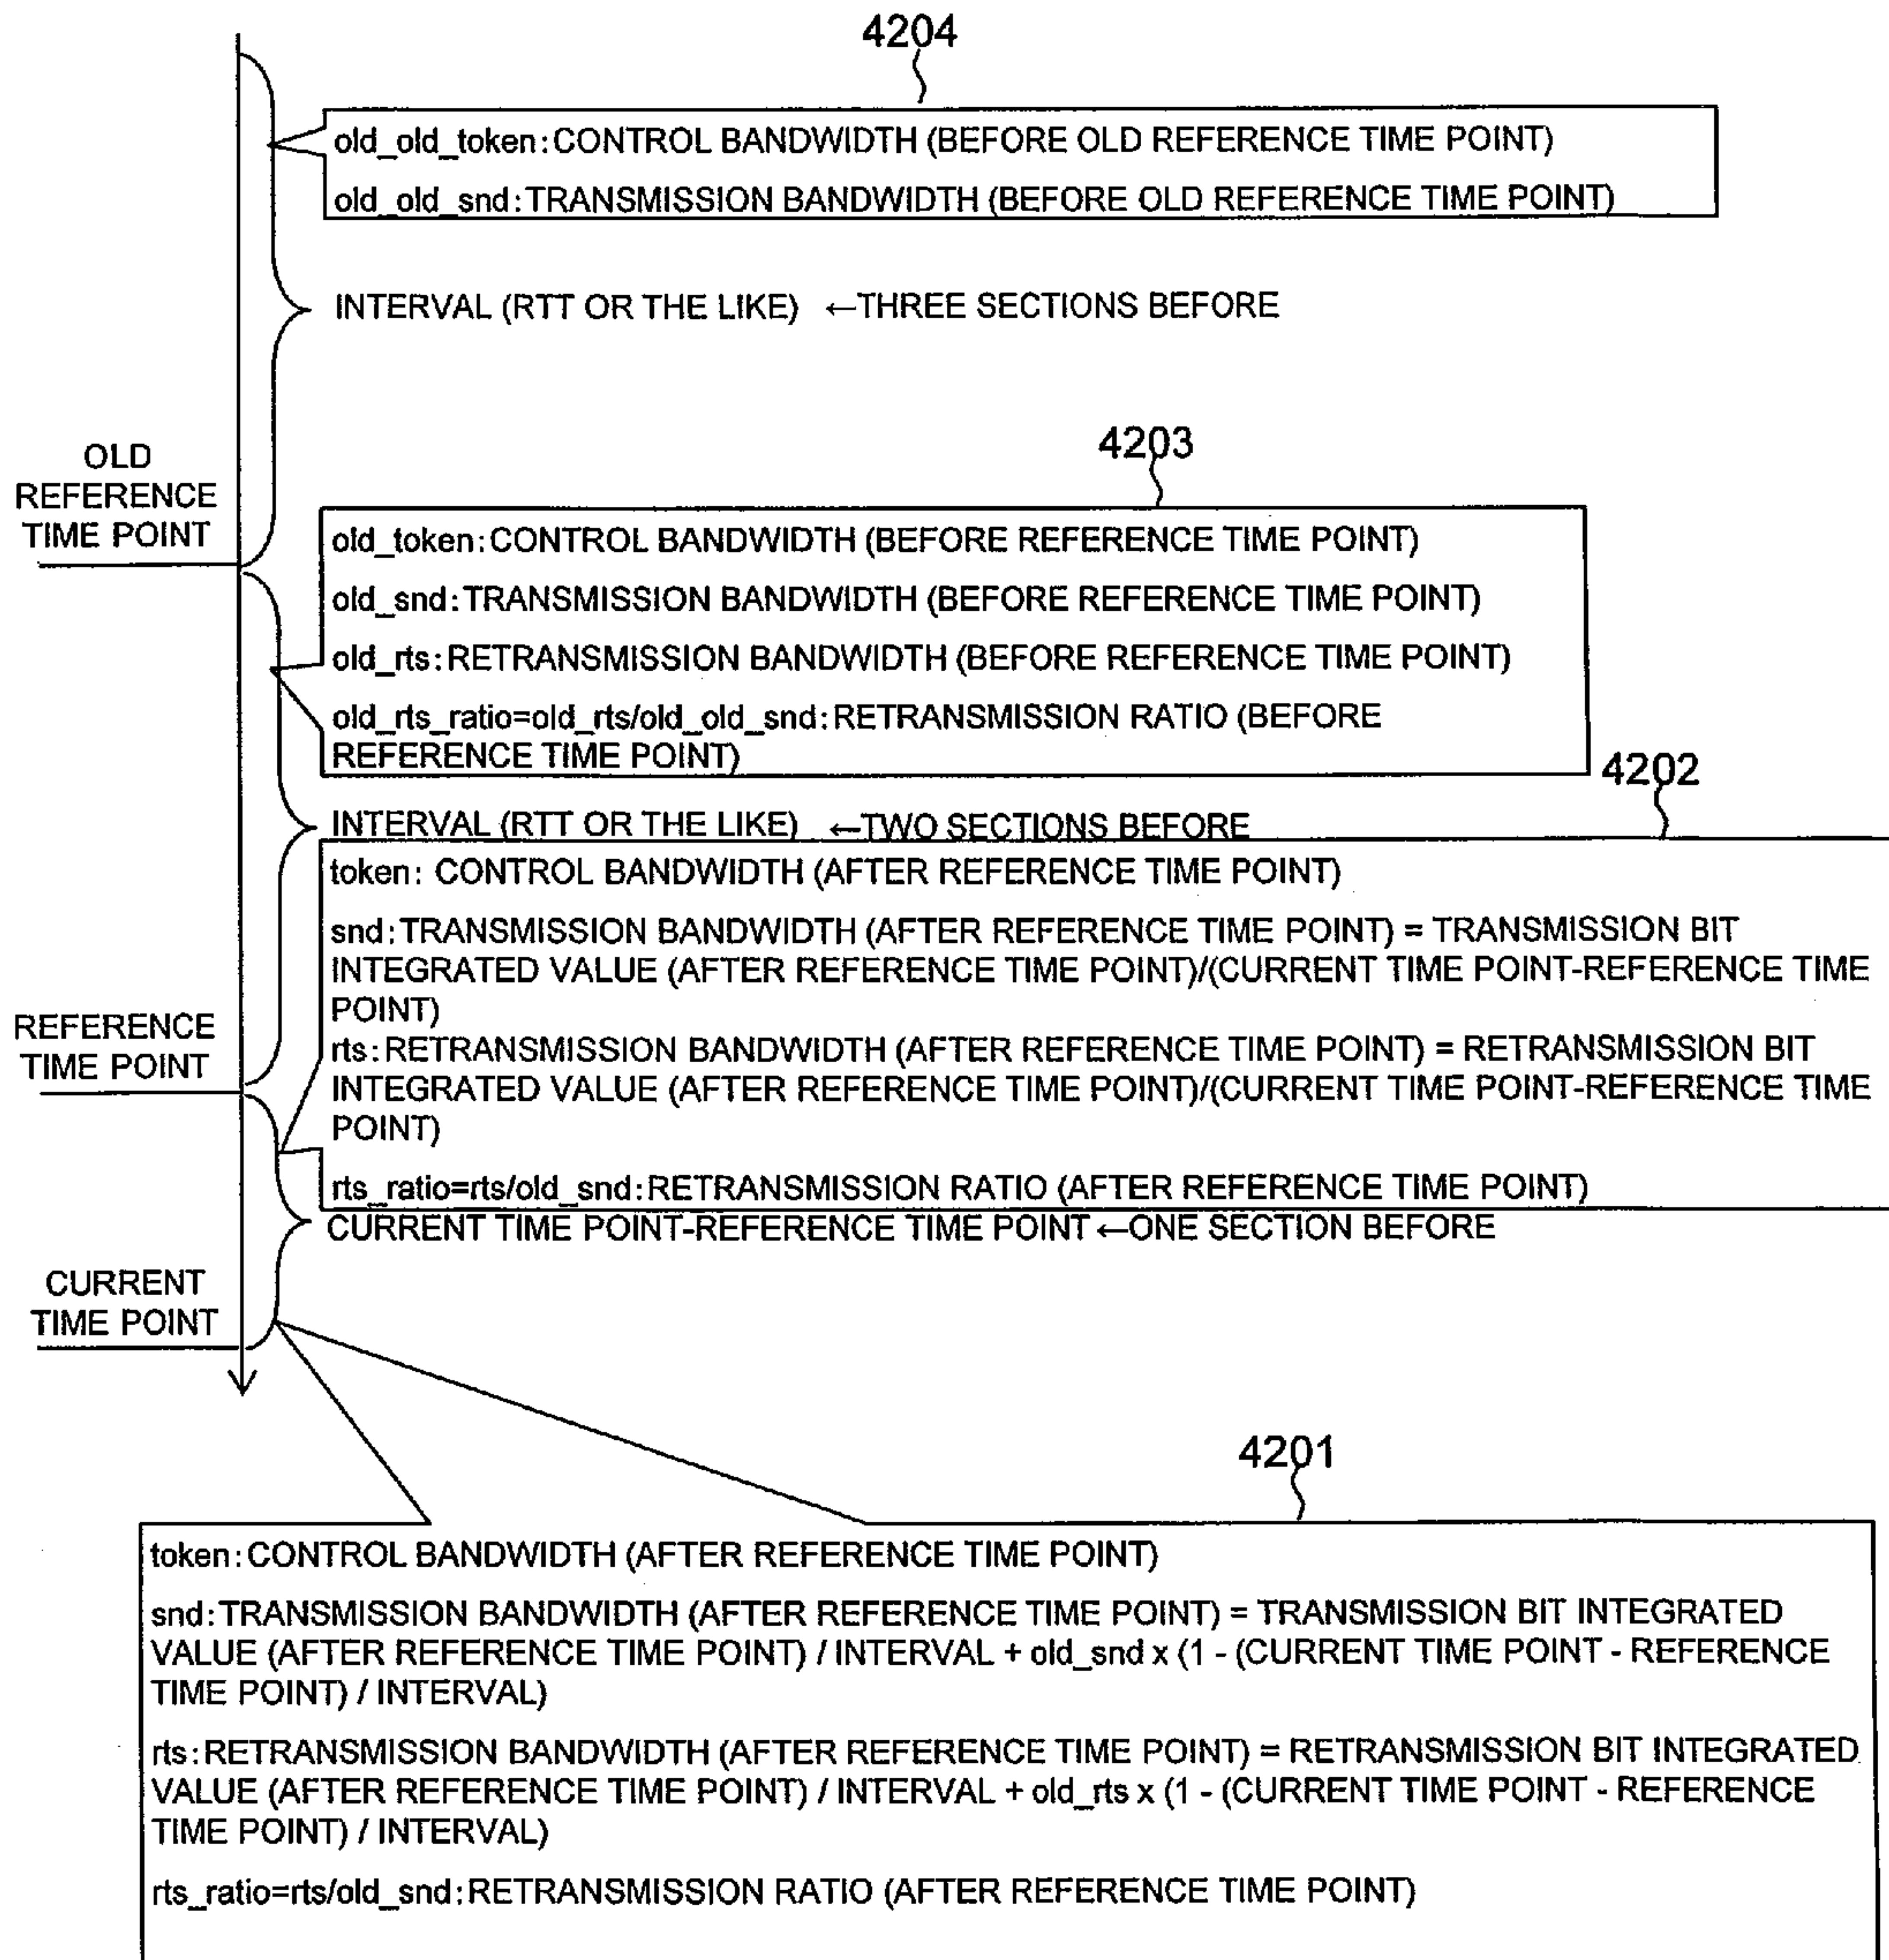 4204
old_old_token:CONTROL BANDWIDTH (BEFORE OLD REFERENCE TIME POINT)
old_old_snd:TRANSMISSION BANDWIDTH (BEFORE OLD REFERENCE TIME POINT)
INTERVAL (RTT OR THE LIKE) ←THREE SECTIONS BEFORE
OLD
REFERENCE
TIME POINT
4203
old_token:CONTROL BANDWIDTH (BEFORE REFERENCE TIME POINT)
old_snd:TRANSMISSION BANDWIDTH (BEFORE REFERENCE TIME POINT)
old_rts:RETRANSMISSION BANDWIDTH (BEFORE REFERENCE TIME POINT)
old_rts_ratio=old_rts/old_old_snd:RETRANSMISSION RATIO (BEFORE
REFERENCE TIME POINT)
4202
INTERVAL (RTT OR THE LIKE) ←TWO SECTIONS BEFORE
token: CONTROL BANDWIDTH (AFTER REFERENCE TIME POINT)
snd:TRANSMISSION BANDWIDTH (AFTER REFERENCE TIME POINT) = TRANSMISSION BIT
INTEGRATED VALUE (AFTER REFERENCE TIME POINT)/(CURRENT TIME POINT-REFERENCE TIME
POINT)
REFERENCE
TIME POINT
rts:RETRANSMISSION BANDWIDTH (AFTER REFERENCE TIME POINT) = RETRANSMISSION BIT
INTEGRATED VALUE (AFTER REFERENCE TIME POINT)/(CURRENT TIME POINT-REFERENCE TIME
POINT)
rts_ratio=rts/old_snd:RETRANSMISSION RATIO (AFTER REFERENCE TIME POINT)
CURRENT TIME POINT-REFERENCE TIME POINT ←ONE SECTION BEFORE
CURRENT
TIME POINT
4201
token:CONTROL BANDWIDTH (AFTER REFERENCE TIME POINT)
snd:TRANSMISSION BANDWIDTH (AFTER REFERENCE TIME POINT) = TRANSMISSION BIT INTEGRATED
VALUE (AFTER REFERENCE TIME POINT) / INTERVAL + old_snd x (1 - (CURRENT TIME POINT - REFERENCE
TIME POINT) / INTERVAL)
rts:RETRANSMISSION BANDWIDTH (AFTER REFERENCE TIME POINT) = RETRANSMISSION BIT INTEGRATED
VALUE (AFTER REFERENCE TIME POINT) / INTERVAL + old_rts x (1 - (CURRENT TIME POINT - REFERENCE
TIME POINT) / INTERVAL)
rts_ratio=rts/old_snd:RETRANSMISSION RATIO (AFTER REFERENCE TIME POINT)